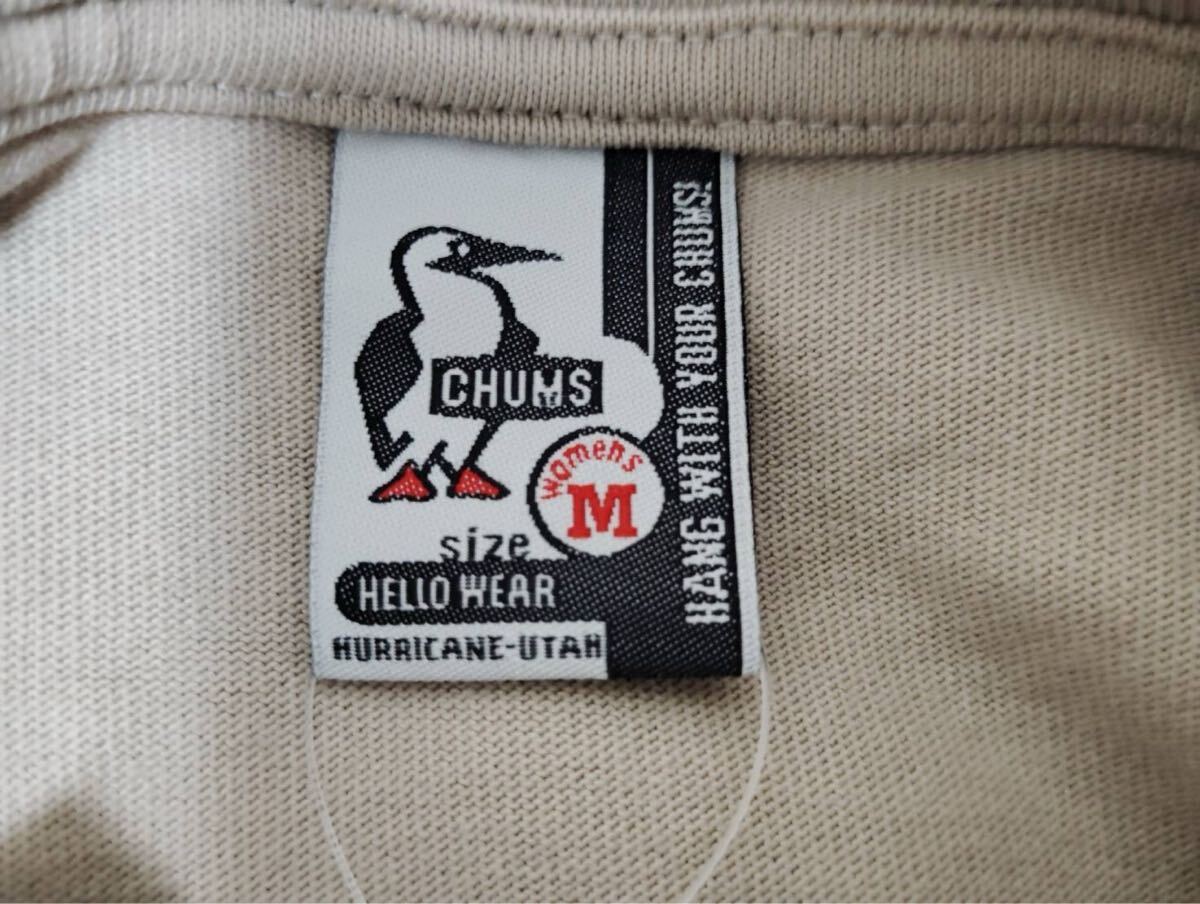 CHUMS
womens
M
size
HELLO WEAR
HURRICANE-UTAH
HANG WITH YOUR CHUMS!